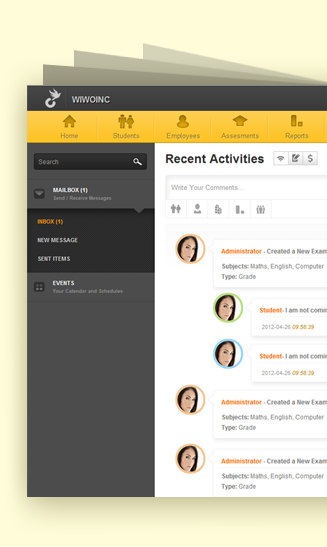 WIWOINC
Home
Students
Employees
Assesments
Reports
Search
MAILBOX (1)
Send / Receive Messages
INBOX (1)
NEW MESSAGE
SENT ITEMS
EVENTS
Your Calendar and Schedules
Recent Activities
$
Write Your Comments...
Administrator - Created a New Exam
Subjects: Maths, English, Computer
Type: Grade
Student- I am not comin
2012-04-26 09:56:39
Student- I am not comin
2012-04-26 09:56:39
Administrator - Created a New Exam
Subjects: Maths, English, Computer
Type: Grade
Administrator - Created a New Exam
Subjects: Maths, English, Computer
Type: Grade